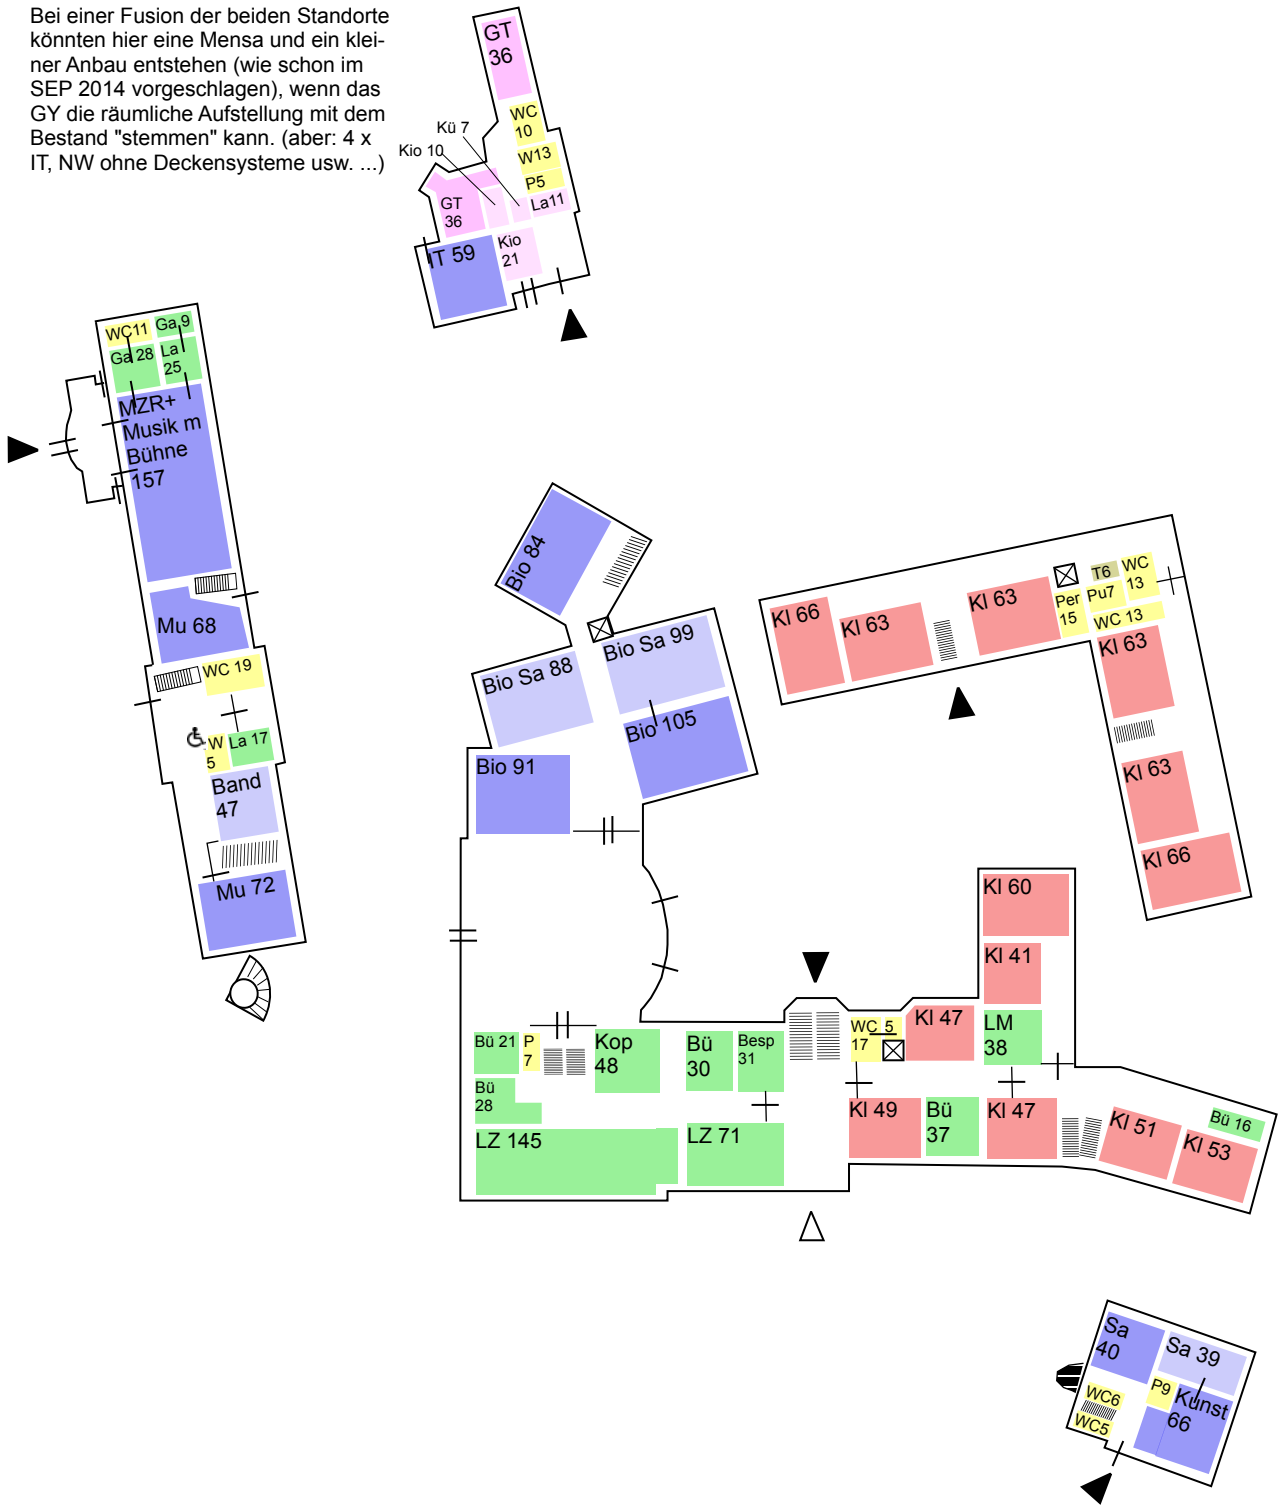 Bei einer Fusion der beiden Standorte
könnten hier eine Mensa und ein klei-
ner Anbau entstehen (wie schon im
SEP 2014 vorgeschlagen), wenn das
GY die räumliche Aufstellung mit dem
Bestand "stemmen" kann. (aber: 4 x
IT, NW ohne Deckensysteme usw. ...)
GT
36
WC
10
Kü 7
Kio 10
W13
P5
La11
GT
36
Kio
21
IT 59
WC11
Ga 9
Ga 28
La
25
MZR+
Musik m
Bühne
157
Mu 68
WC 19
W
5
La 17
Band
47
Mu 72
Bio 84
Bio Sa 99
Bio Sa 88
Bio 105
Bio 91
Kl 66
Kl 63
Kl 63
Per
15
T6
Pu7
WC
13
WC 13
Kl 63
Kl 63
Kl 66
Kl 60
Kl 41
Kl 47
LM
38
WC
17
5
Bü 21
P
7
Kop
48
Bü
30
Besp
31
Bü
28
LZ 145
LZ 71
Kl 49
Bü
37
Kl 47
Kl 51
Kl 53
Bü 16
Sa
40
Sa 39
P9
WC6
WC5
Kunst
66